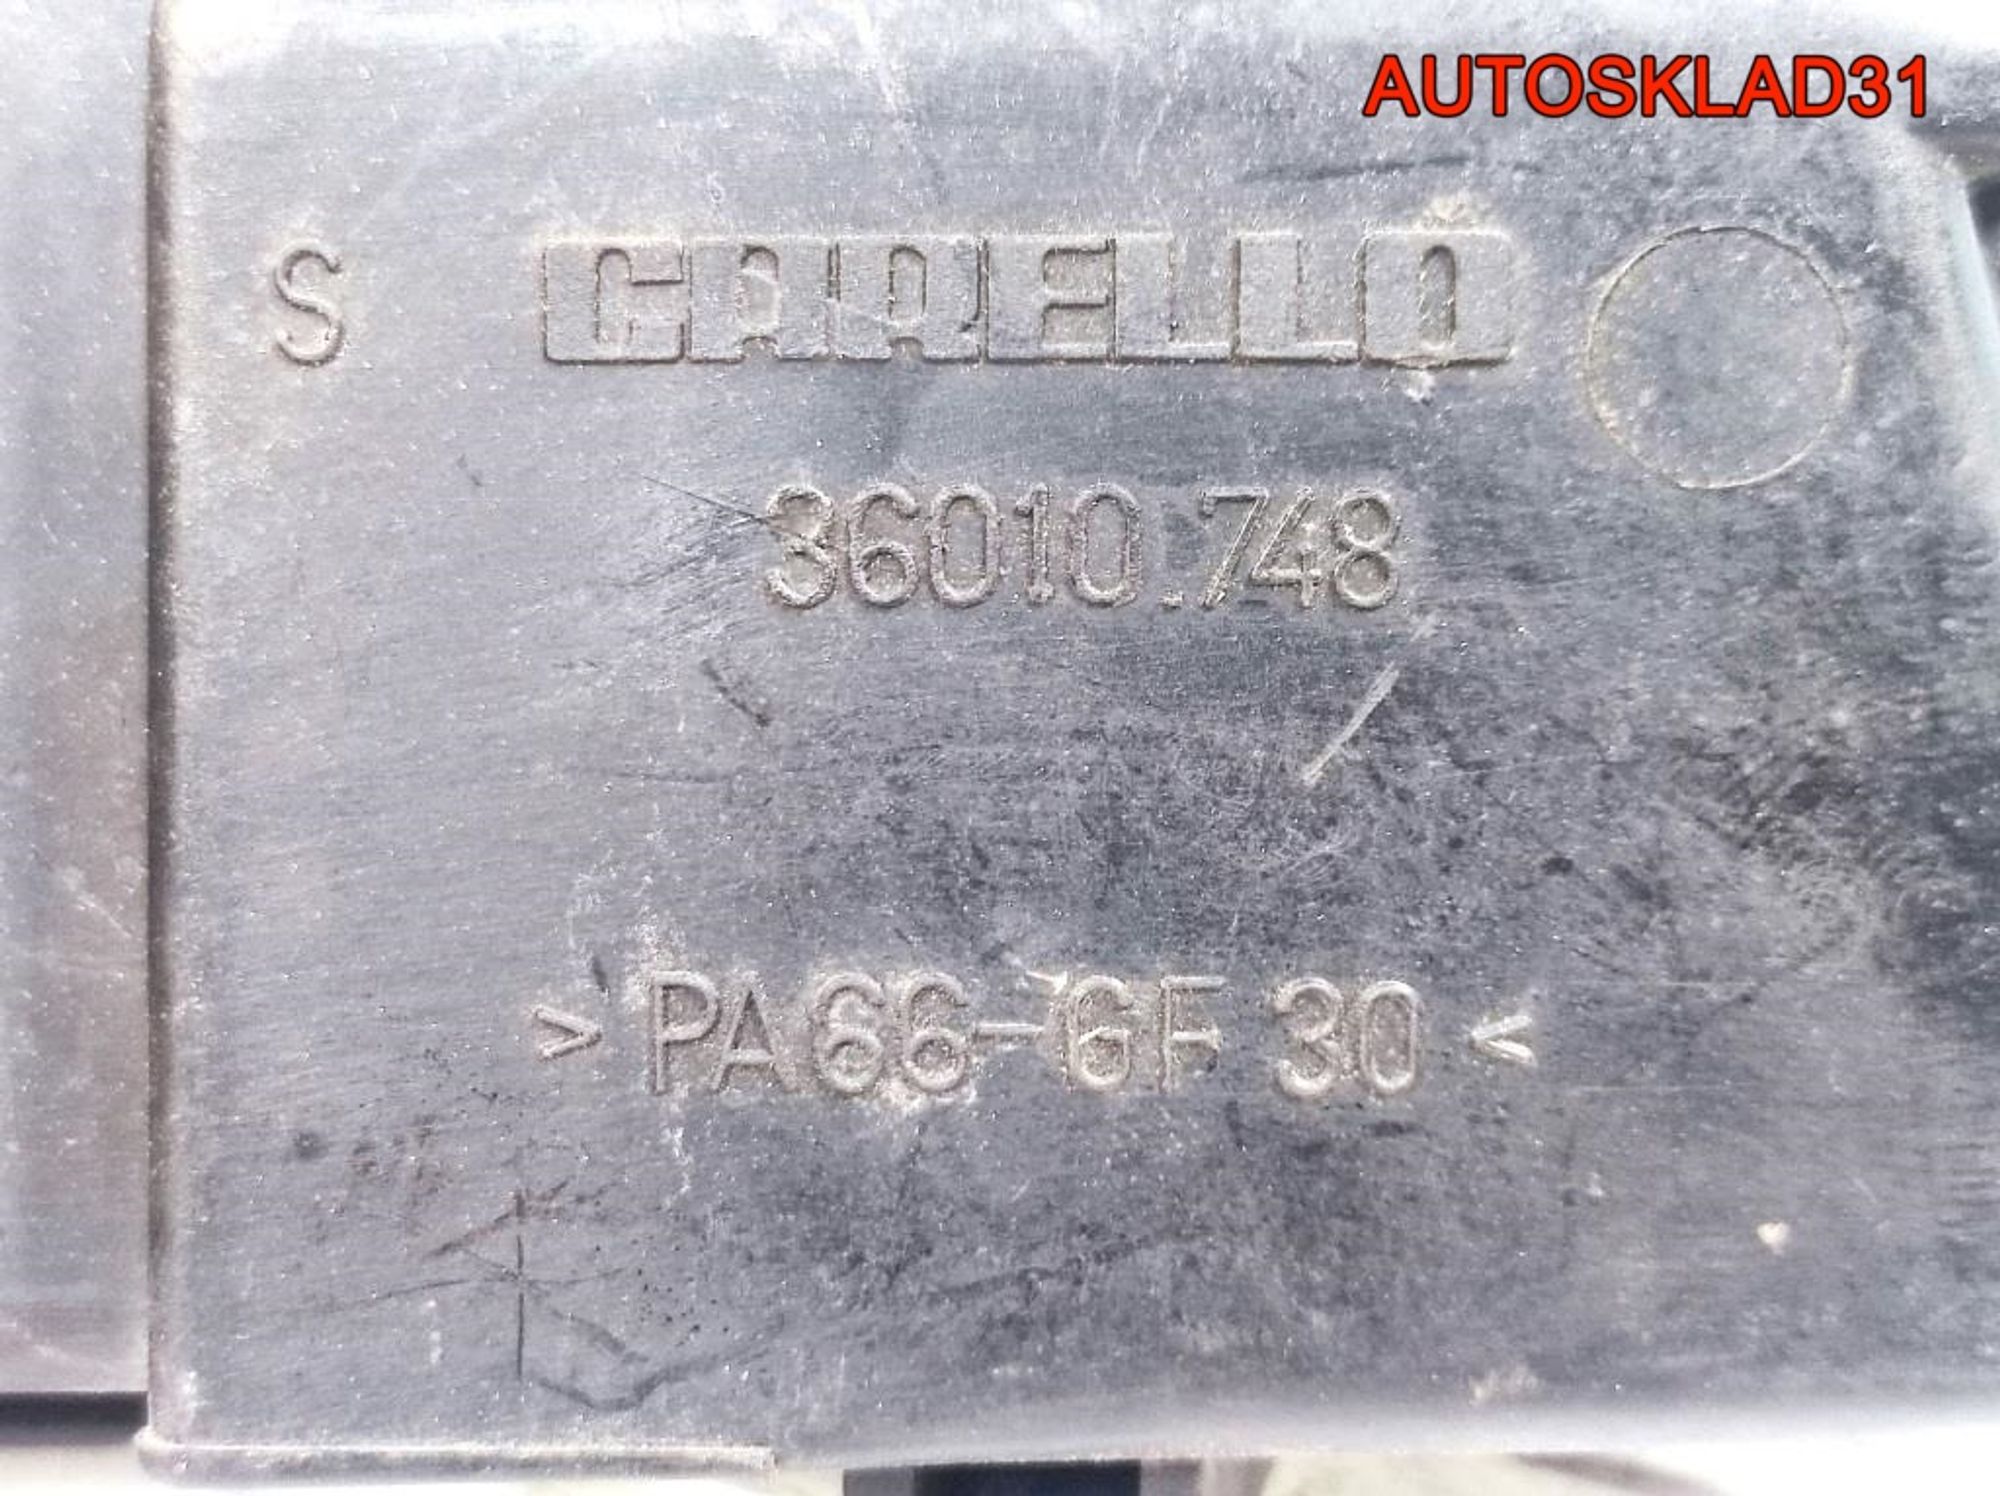 AUTOSKLAD31
S CARELLO
36010.748
>PA66-GF30<